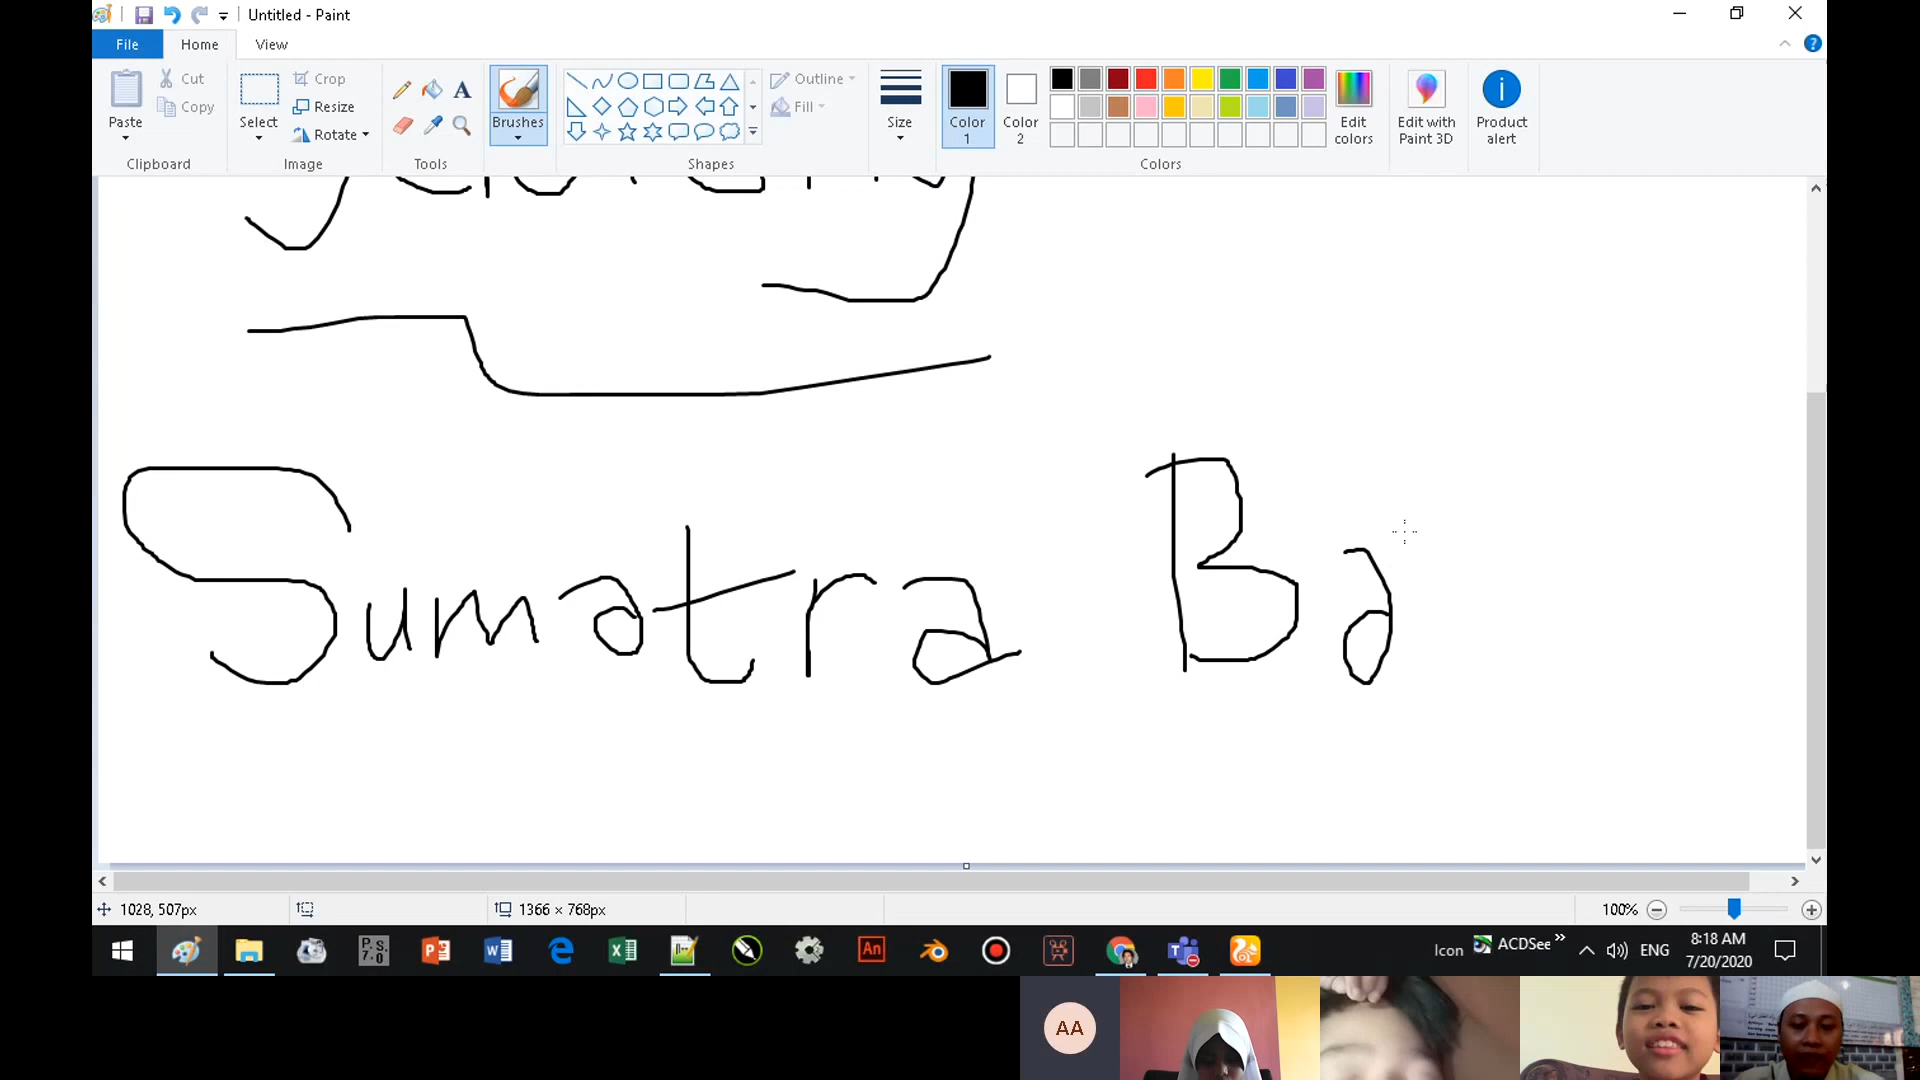 Untitled - Paint
File Home View
Paste Cut Copy Select Crop Resize Rotate Brushes Outline Fill Size Color 1 Color 2 Edit colors Edit with Paint 3D Product alert
Clipboard Image Tools Shapes Colors
Sumatra Ba
1028, 507px 1366 × 768px 100%
Icon ACDSee » ENG 8:18 AM
7/20/2020
AA